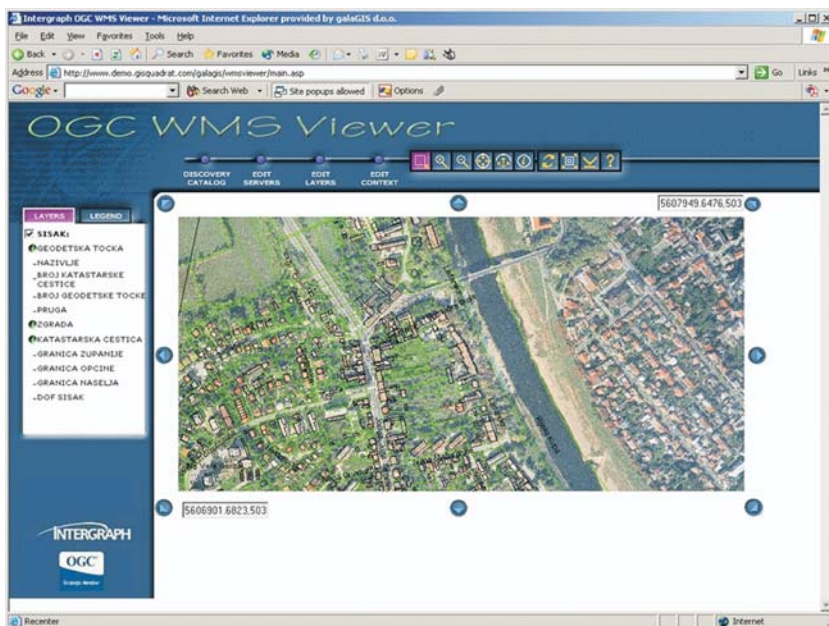 Intergraph OGC WMS Viewer - Microsoft Internet Explorer provided by galaGIS d.o.o.
File Edit View Favorites Tools Help
Back Search Favorites Media
Address http://www.demo.gisquadrat.com/galagis/wmsviewer/main.asp Go Links
Google Search Web Site popups allowed Options
OGC WMS Viewer
DISCOVERY CATALOG
EDIT SERVERS
EDIT LAYERS
EDIT CONTEXT
5607949.6476,503
LAYERS LEGEND
SISAK:
GEODETSKA TOCKA
NAZIVLJE
BROJ KATASTARSKE
CESTICE
BROJ GEODETSKE TOCKE
PRUGA
ZGRADA
KATASTARSKA CESTICA
GRANICA ZUPANIJE
GRANICA OPCINE
GRANICA NASELJA
DOF SISAK
5606901.6823,503
INTERGRAPH
OGC
Recenter Internet